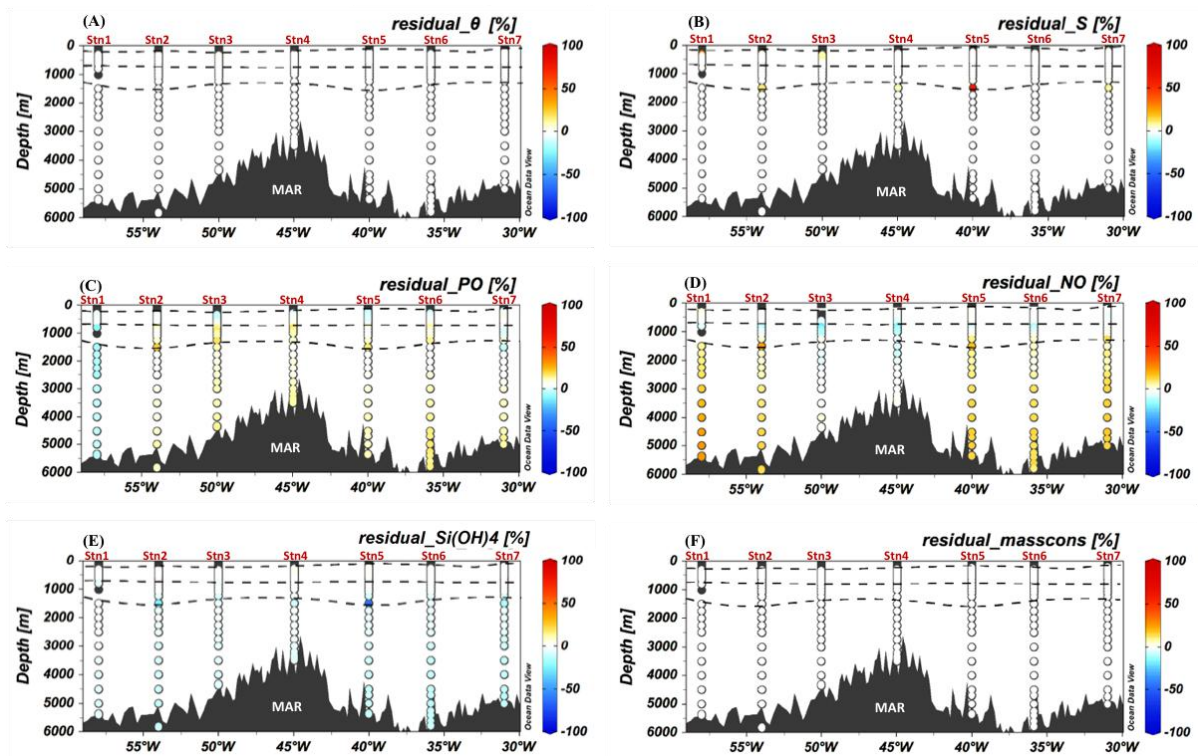 (A) residual_θ [%]
Stn1 Stn2 Stn3 Stn4 Stn5 Stn6 Stn7
0
1000
2000
3000
4000
5000
6000
Depth [m]
MAR
55°W 50°W 45°W 40°W 35°W 30°W
Ocean Data View
100
50
0
-50
-100
(B) residual_S [%]
Stn1 Stn2 Stn3 Stn4 Stn5 Stn6 Stn7
0
1000
2000
3000
4000
5000
6000
Depth [m]
MAR
55°W 50°W 45°W 40°W 35°W 30°W
Ocean Data View
100
50
0
-50
-100
(C) residual_PO [%]
Stn1 Stn2 Stn3 Stn4 Stn5 Stn6 Stn7
0
1000
2000
3000
4000
5000
6000
Depth [m]
MAR
55°W 50°W 45°W 40°W 35°W 30°W
Ocean Data View
100
50
0
-50
-100
(D) residual_NO [%]
Stn1 Stn2 Stn3 Stn4 Stn5 Stn6 Stn7
0
1000
2000
3000
4000
5000
6000
Depth [m]
MAR
55°W 50°W 45°W 40°W 35°W 30°W
Ocean Data View
100
50
0
-50
-100
(E) residual_Si(OH)4 [%]
Stn1 Stn2 Stn3 Stn4 Stn5 Stn6 Stn7
0
1000
2000
3000
4000
5000
6000
Depth [m]
MAR
55°W 50°W 45°W 40°W 35°W 30°W
Ocean Data View
100
50
0
-50
-100
(F) residual_masscons [%]
Stn1 Stn2 Stn3 Stn4 Stn5 Stn6 Stn7
0
1000
2000
3000
4000
5000
6000
Depth [m]
MAR
55°W 50°W 45°W 40°W 35°W 30°W
Ocean Data View
100
50
0
-50
-100